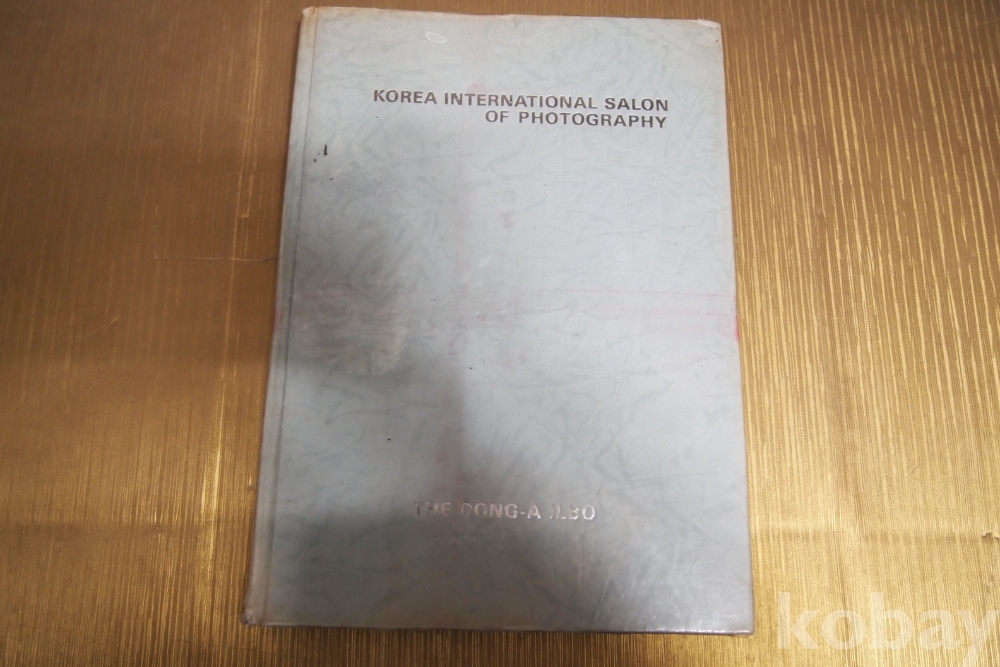 KOREA INTERNATIONAL SALON
OF PHOTOGRAPHY
THE DONG-A ILBO
kobay